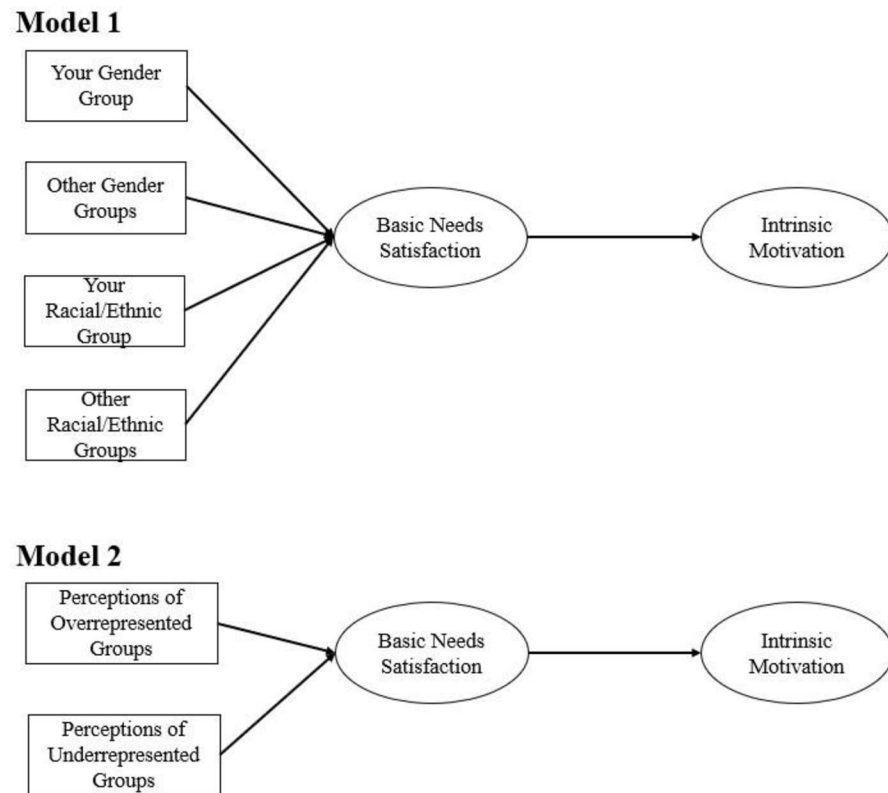 Model 1
Your Gender
Group
Other Gender
Groups
Your
Racial/Ethnic
Group
Other
Racial/Ethnic
Groups
Basic Needs
Satisfaction
Intrinsic
Motivation
Model 2
Perceptions of
Overrepresented
Groups
Perceptions of
Underrepresented
Groups
Basic Needs
Satisfaction
Intrinsic
Motivation